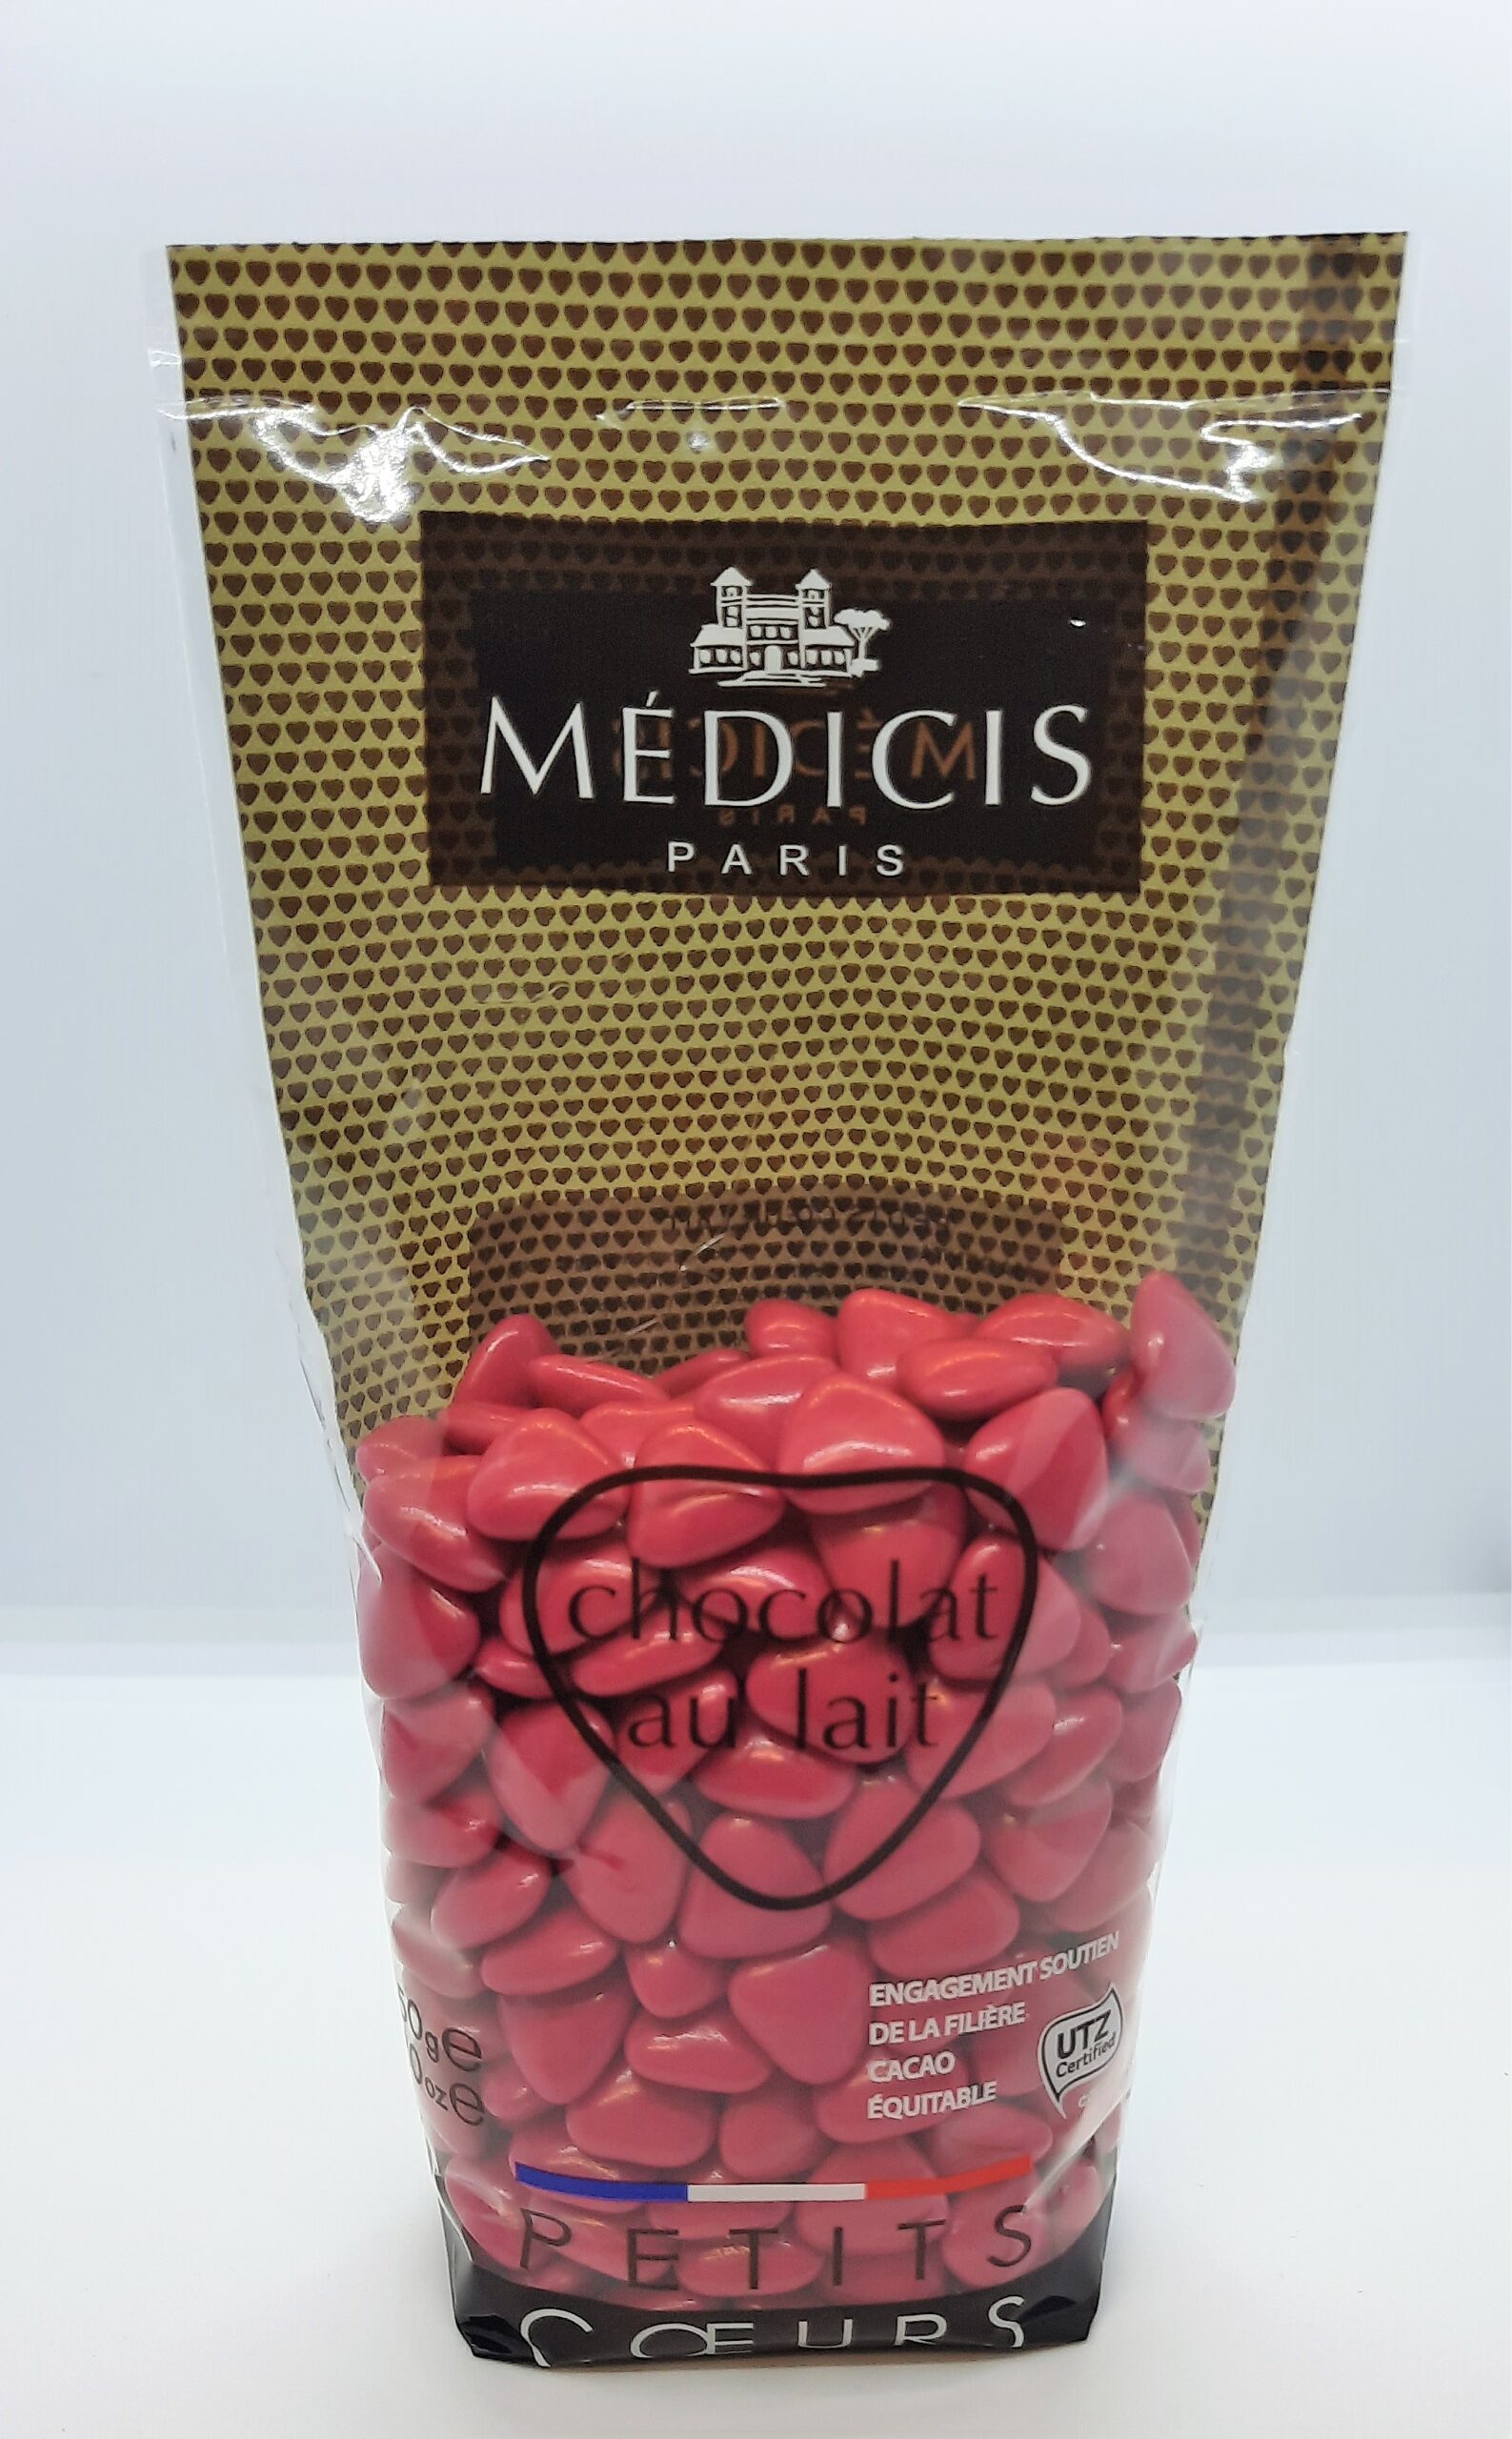 MÉDICIS
PARIS
chocolat
au lait
ENGAGEMENT SOUTIEN
DE LA FILIÈRE
CACAO
ÉQUITABLE
UTZ
Certified
PETITS
CŒURS